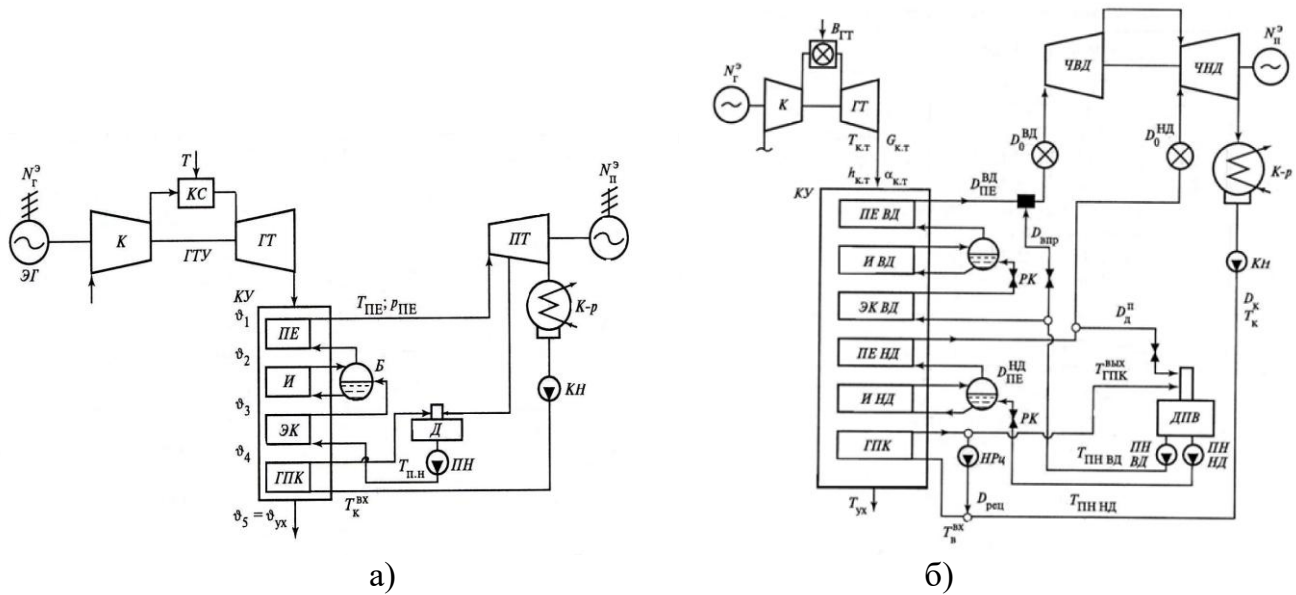 N_г^э
T
КС
К
ГТ
ЭГ
ГТУ
N_п^э
ПТ
КУ
T_ПЕ; p_ПЕ
К-р
ϑ_1
ПЕ
ϑ_2
Б
И
ϑ_3
КН
ЭК
Д
ϑ_4
ПН
T_п.н
ГПК
T_к^вх
ϑ_5 = ϑ_ух
а)
B_ГТ
N_г^э
К
ГТ
T_к.т G_к.т
h_к.т α_к.т
ЧВД
ЧНД
N_п^э
D_0^ВД
D_0^НД
К-р
КУ
D_ПЕ^ВД
ПЕ ВД
D_впр
И ВД
РК
КН
ЭК ВД
D_к
T_к
D_д^п
ПЕ НД
T_ГПК^вых
D_ПЕ^НД
И НД
РК
ДПВ
ГПК
НРц
T_ПН ВД
ПН ВД
ПН НД
T_ух
D_рец
T_ПН НД
T_в^вх
б)